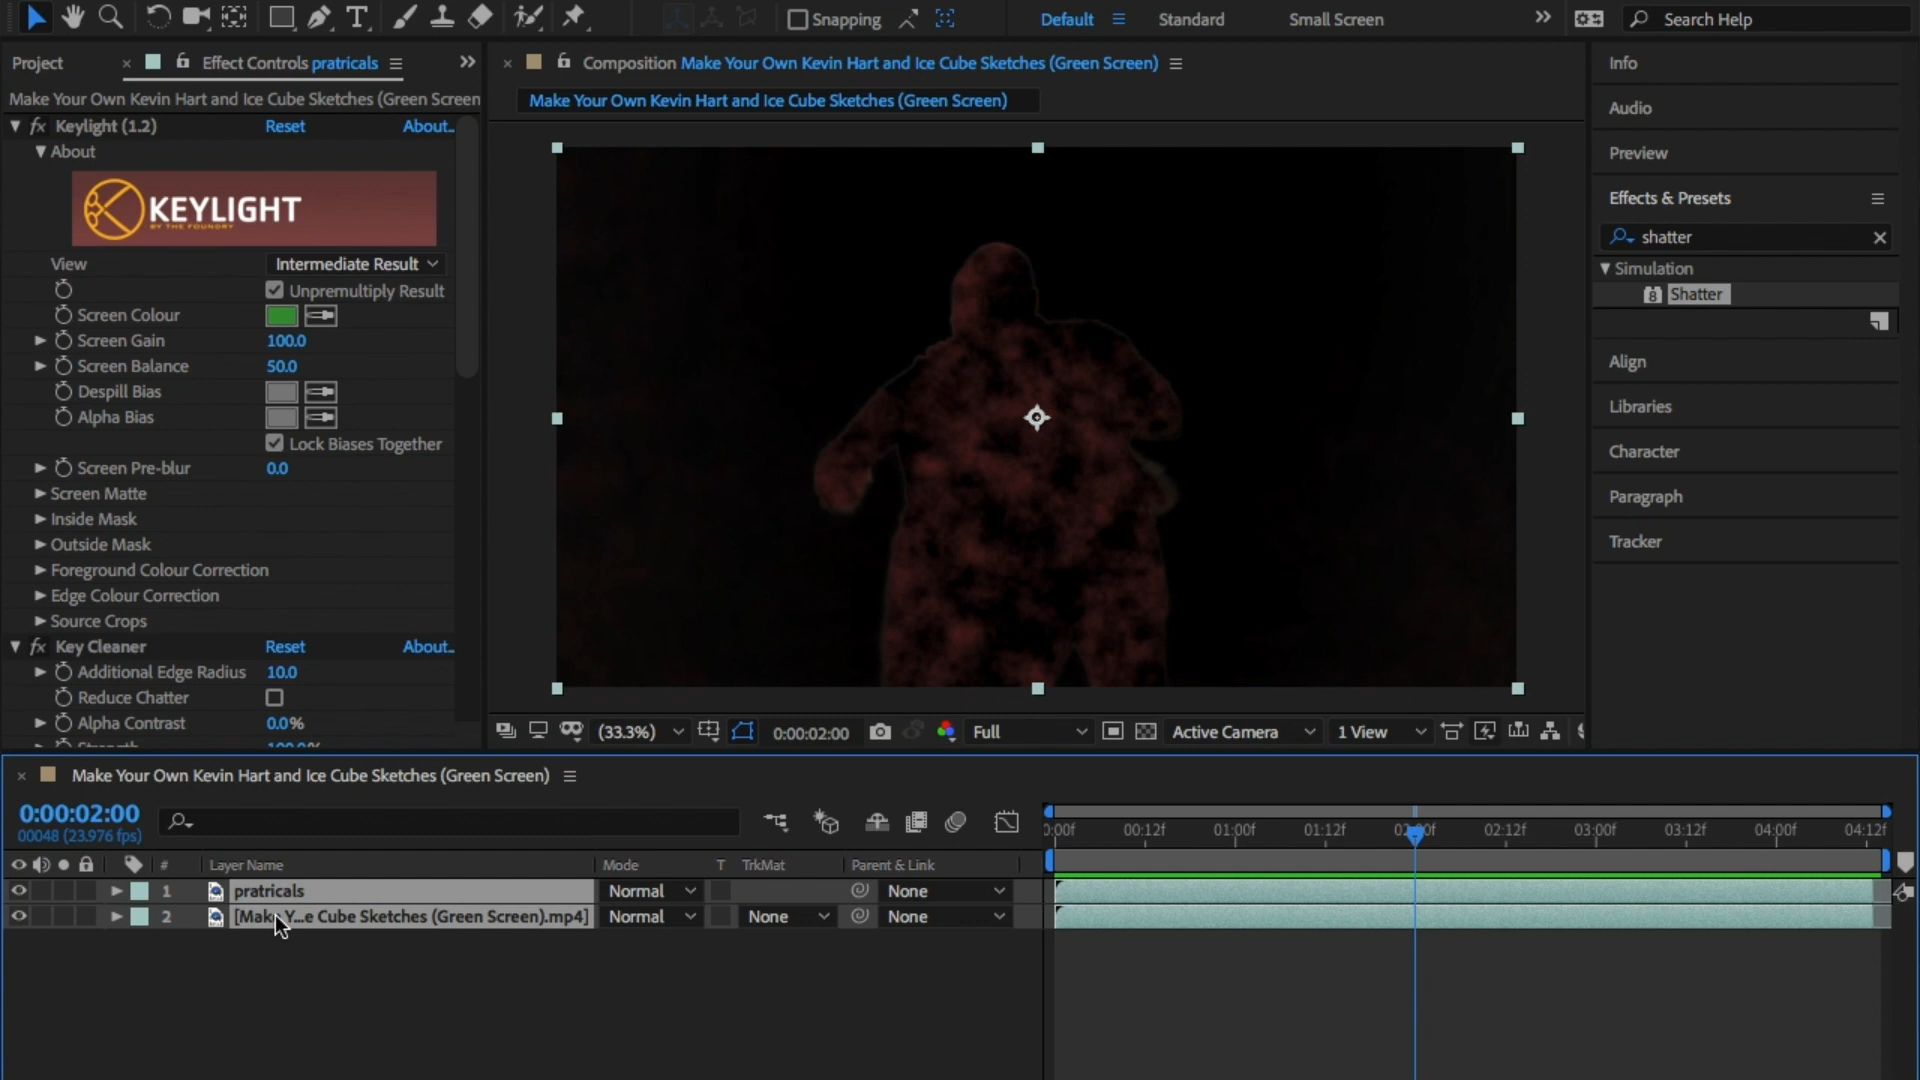 Snapping
Default
Standard
Small Screen
Search Help
Project
Effect Controls pratricals
Composition Make Your Own Kevin Hart and Ice Cube Sketches (Green Screen)
Info
Make Your Own Kevin Hart and Ice Cube Sketches (Green Screen
Make Your Own Kevin Hart and Ice Cube Sketches (Green Screen)
Audio
fx Keylight (1.2) Reset About...
About
Preview
KEYLIGHT
BY THE FOUNDRY
Effects & Presets
shatter
View Intermediate Result
Simulation
Unpremultiply Result
8 Shatter
Screen Colour
Screen Gain 100.0
Screen Balance 50.0
Align
Despill Bias
Alpha Bias
Libraries
Lock Biases Together
Character
Screen Pre-blur 0.0
Screen Matte
Paragraph
Inside Mask
Outside Mask
Tracker
Foreground Colour Correction
Edge Colour Correction
Source Crops
fx Key Cleaner Reset About...
Additional Edge Radius 10.0
Reduce Chatter
Alpha Contrast 0.0%
(33.3%) 0:00:02:00 Full Active Camera 1 View
Make Your Own Kevin Hart and Ice Cube Sketches (Green Screen)
0:00:02:00
00048 (23.976 fps)
00:12f 01:00f 01:12f 02:12f 03:00f 03:12f 04:00f 04:12f
# Layer Name Mode T TrkMat Parent & Link
1 pratricals Normal None
2 [Make Y...e Cube Sketches (Green Screen).mp4] Normal None None